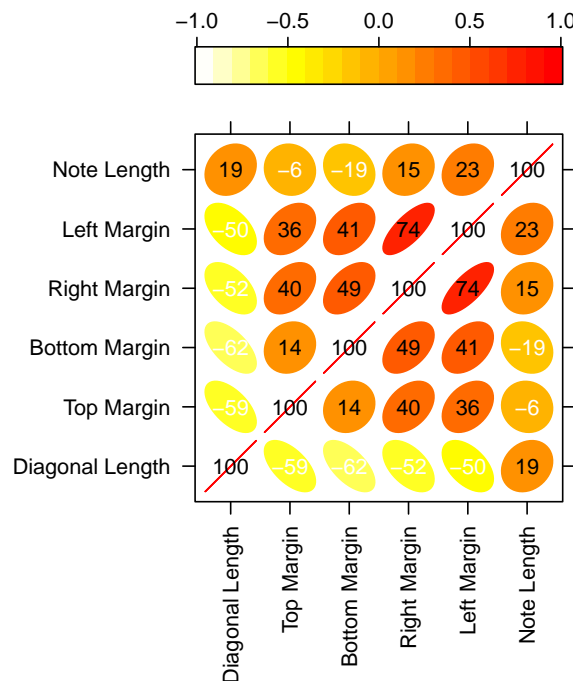 −1.0 −0.5 0.0 0.5 1.0
Note Length 19 −6 −19 15 23 100
Left Margin −50 36 41 74 100 23
Right Margin −52 40 49 100 74 15
Bottom Margin −62 14 100 49 41 −19
Top Margin −59 100 14 40 36 −6
Diagonal Length 100 −59 −62 −52 −50 19
Diagonal Length
Top Margin
Bottom Margin
Right Margin
Left Margin
Note Length